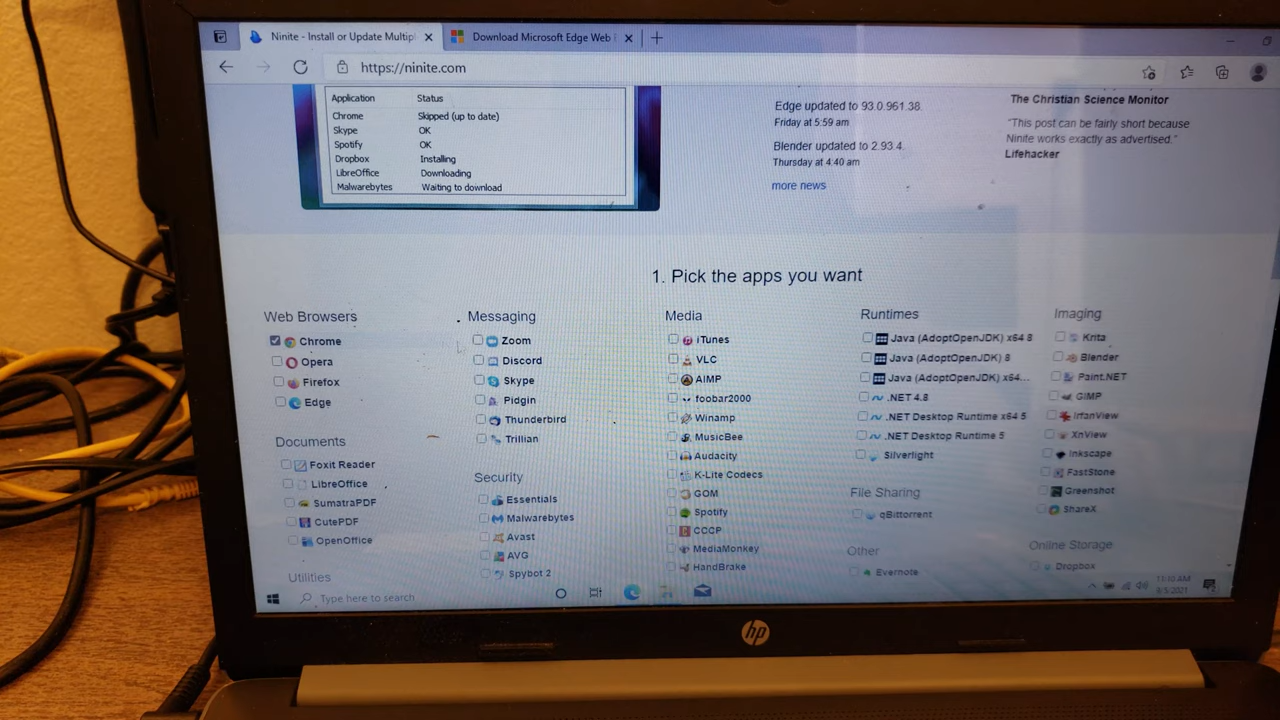 Ninite - Install or Update Multipl
Download Microsoft Edge Web
https://ninite.com
Application Status
Chrome Skipped (up to date)
Skype OK
Spotify OK
Dropbox Installing
LibreOffice Downloading
Malwarebytes Waiting to download
Edge updated to 93.0.961.38.
Friday at 5:59 am
Blender updated to 2.93.4.
Thursday at 4:40 am
more news
The Christian Science Monitor
"This post can be fairly short because
Ninite works exactly as advertised."
Lifehacker
1. Pick the apps you want
Web Browsers
Chrome
Opera
Firefox
Edge
Documents
Foxit Reader
LibreOffice
SumatraPDF
CutePDF
OpenOffice
Utilities
Messaging
Zoom
Discord
Skype
Pidgin
Thunderbird
Trillian
Security
Essentials
Malwarebytes
Avast
AVG
Spybot 2
Media
iTunes
VLC
AIMP
foobar2000
Winamp
MusicBee
Audacity
K-Lite Codecs
GOM
Spotify
CCCP
MediaMonkey
HandBrake
Runtimes
Java (AdoptOpenJDK) x64 8
Java (AdoptOpenJDK) 8
Java (AdoptOpenJDK) x64...
.NET 4.8
.NET Desktop Runtime x64 5
.NET Desktop Runtime 5
Silverlight
File Sharing
qBittorrent
Other
Evernote
Imaging
Krita
Blender
Paint.NET
GIMP
IrfanView
XnView
Inkscape
FastStone
Greenshot
ShareX
Online Storage
Dropbox
Type here to search
11:10 AM
hp